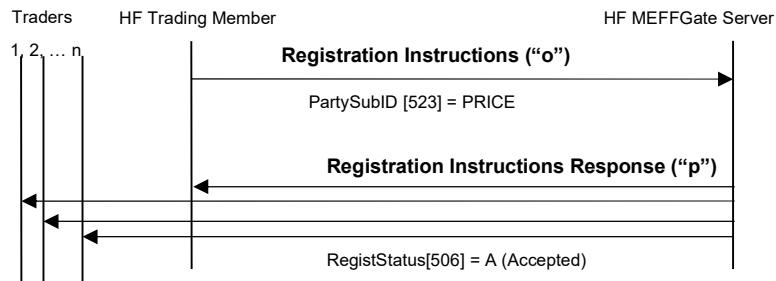 Traders HF Trading Member HF MEFFGate Server
1, 2, … n
Registration Instructions (“o”)
PartySubID [523] = PRICE
Registration Instructions Response (“p”)
RegistStatus[506] = A (Accepted)